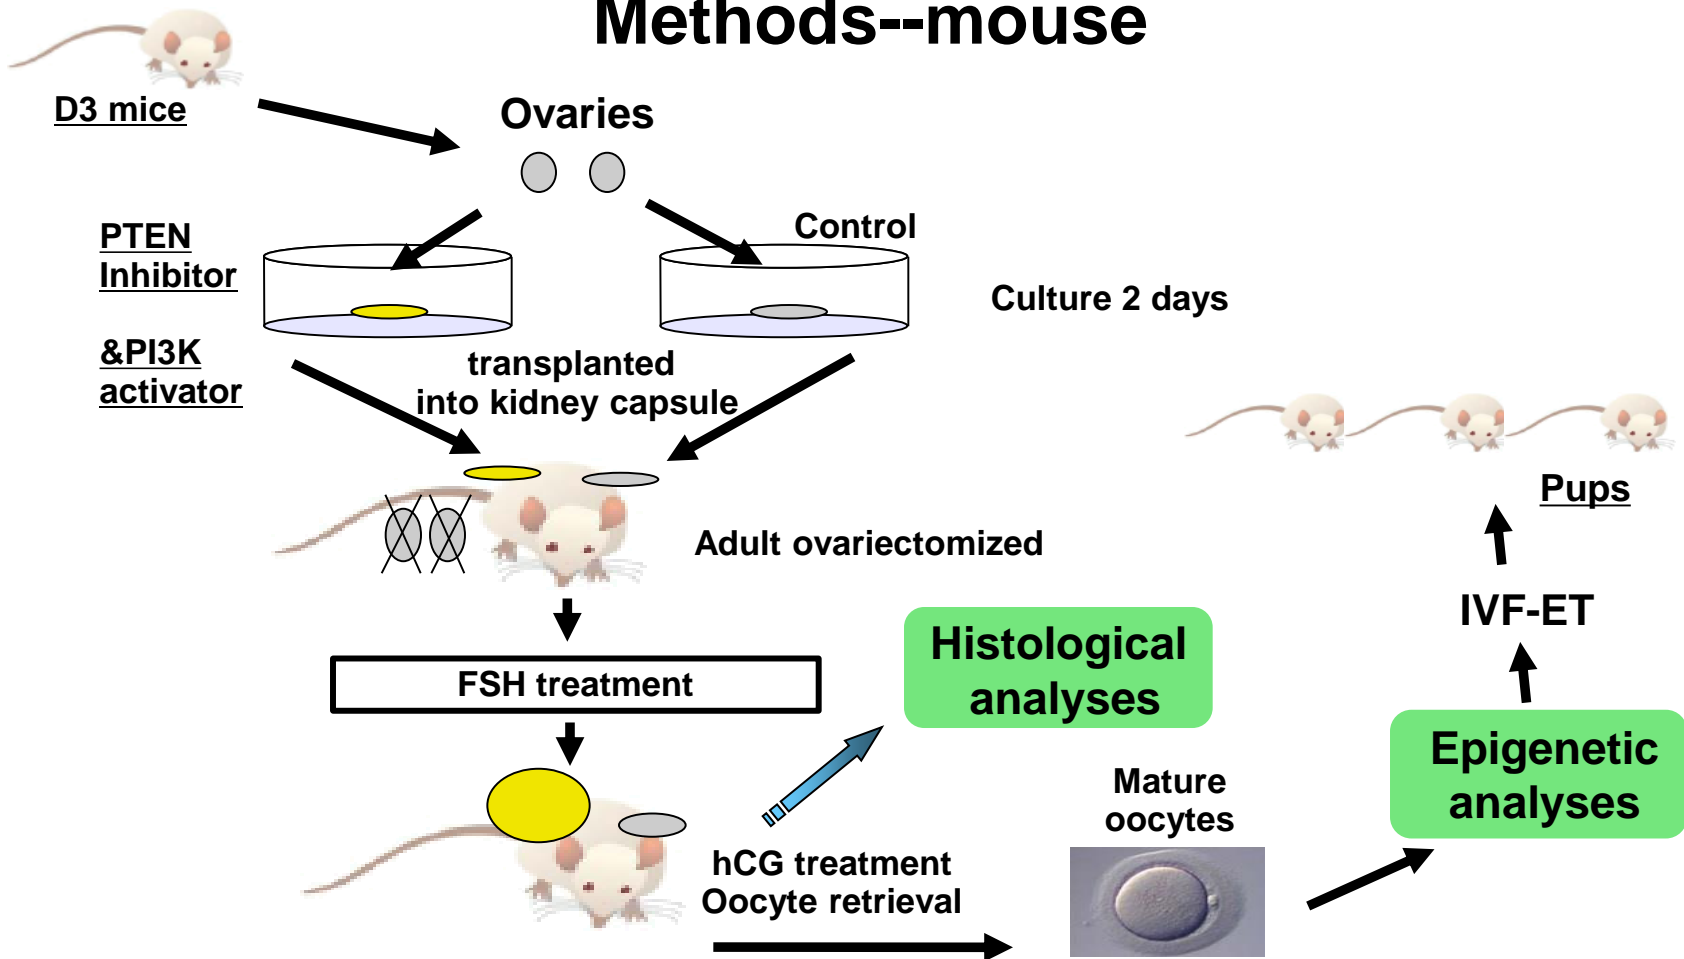 Methods--mouse
D3 mice
Ovaries
PTEN
Inhibitor
&PI3K
activator
Control
Culture 2 days
transplanted
into kidney capsule
Adult ovariectomized
FSH treatment
Histological
analyses
hCG treatment
Oocyte retrieval
Mature
oocytes
Epigenetic
analyses
IVF-ET
Pups